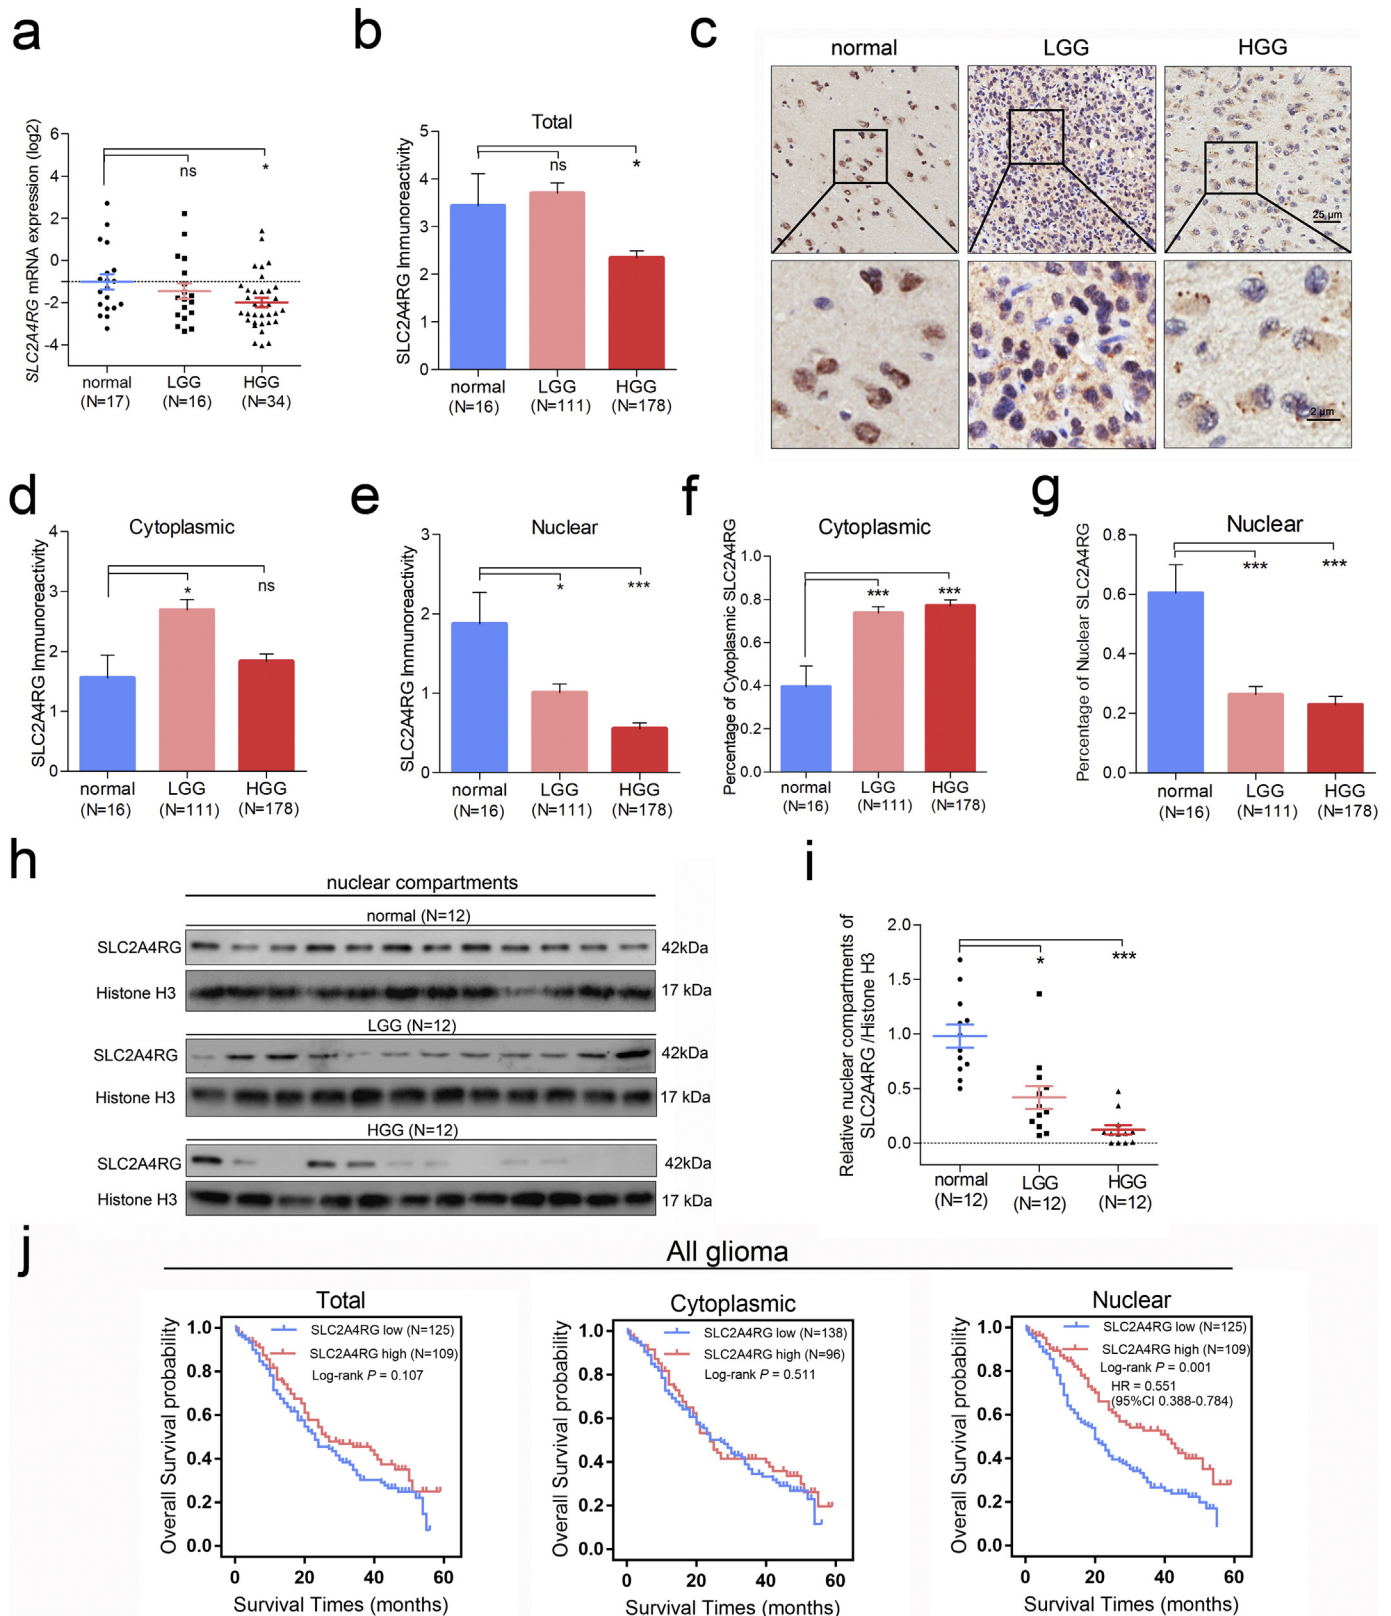 a
SLC2A4RG mRNA expression (log2)
6
4
2
0
-2
-4
ns
*
normal
(N=17)
LGG
(N=16)
HGG
(N=34)
b
Total
SLC2A4RG Immunoreactivity
5
4
3
2
1
0
ns
*
normal
(N=16)
LGG
(N=111)
HGG
(N=178)
c
normal
LGG
HGG
25 μm
2 μm
d
Cytoplasmic
SLC2A4RG Immunoreactivity
4
3
2
1
0
*
ns
normal
(N=16)
LGG
(N=111)
HGG
(N=178)
e
Nuclear
SLC2A4RG Immunoreactivity
3
2
1
0
*
***
normal
(N=16)
LGG
(N=111)
HGG
(N=178)
f
Cytoplasmic
Percentage of Cytoplasmic SLC2A4RG
1.0
0.8
0.6
0.4
0.2
0.0
***
***
normal
(N=16)
LGG
(N=111)
HGG
(N=178)
g
Nuclear
Percentage of Nuclear SLC2A4RG
0.8
0.6
0.4
0.2
0.0
***
***
normal
(N=16)
LGG
(N=111)
HGG
(N=178)
h
nuclear compartments
normal (N=12)
SLC2A4RG
42kDa
Histone H3
17 kDa
LGG (N=12)
SLC2A4RG
42kDa
Histone H3
17 kDa
HGG (N=12)
SLC2A4RG
42kDa
Histone H3
17 kDa
i
Relative nuclear compartments of
SLC2A4RG /Histone H3
2.0
1.5
1.0
0.5
0.0
*
***
normal
(N=12)
LGG
(N=12)
HGG
(N=12)
j
All glioma
Total
Overall Survival probability
1.0
0.8
0.6
0.4
0.2
0.0
SLC2A4RG low (N=125)
SLC2A4RG high (N=109)
Log-rank P = 0.107
0 20 40 60
Survival Times (months)
Cytoplasmic
Overall Survival probability
1.0
0.8
0.6
0.4
0.2
0.0
SLC2A4RG low (N=138)
SLC2A4RG high (N=96)
Log-rank P = 0.511
0 20 40 60
Survival Times (months)
Nuclear
Overall Survival probability
1.0
0.8
0.6
0.4
0.2
0.0
SLC2A4RG low (N=125)
SLC2A4RG high (N=109)
Log-rank P = 0.001
HR = 0.551
(95%CI 0.388-0.784)
0 20 40 60
Survival Times (months)